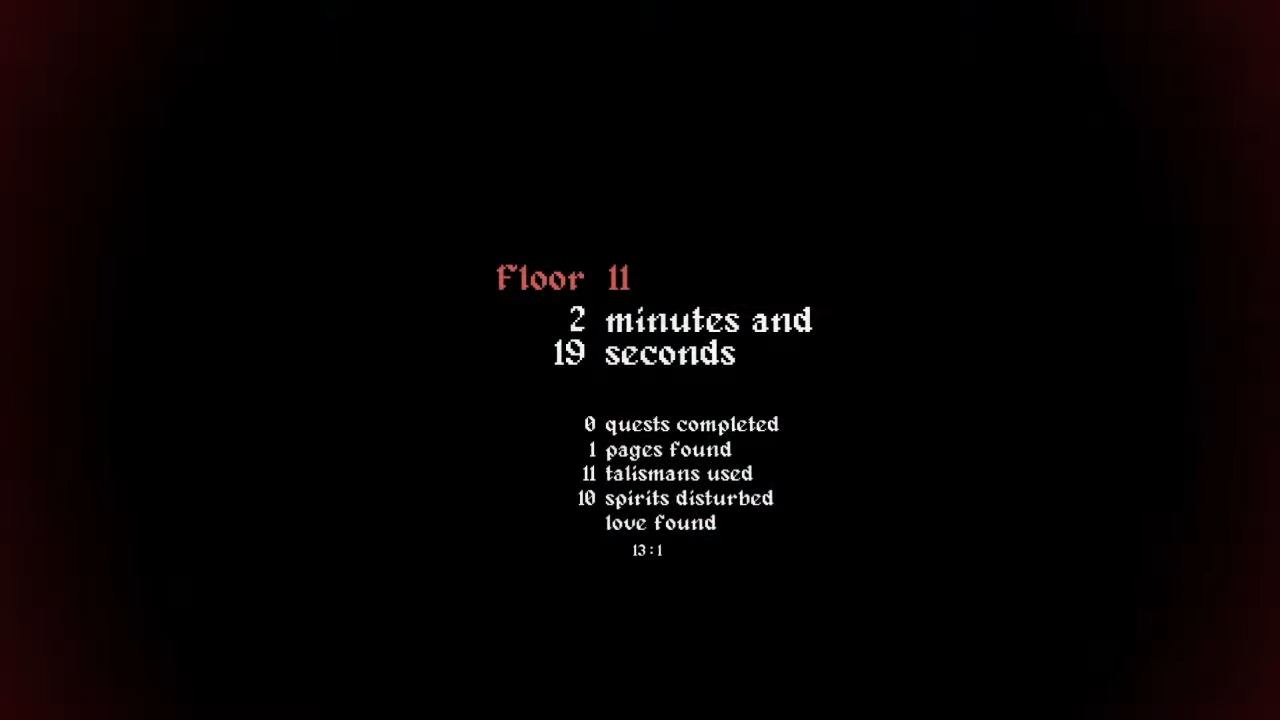 Floor 11
2 minutes and
19 seconds
0 quests completed
1 pages found
11 talismans used
10 spirits disturbed
love found
13:1